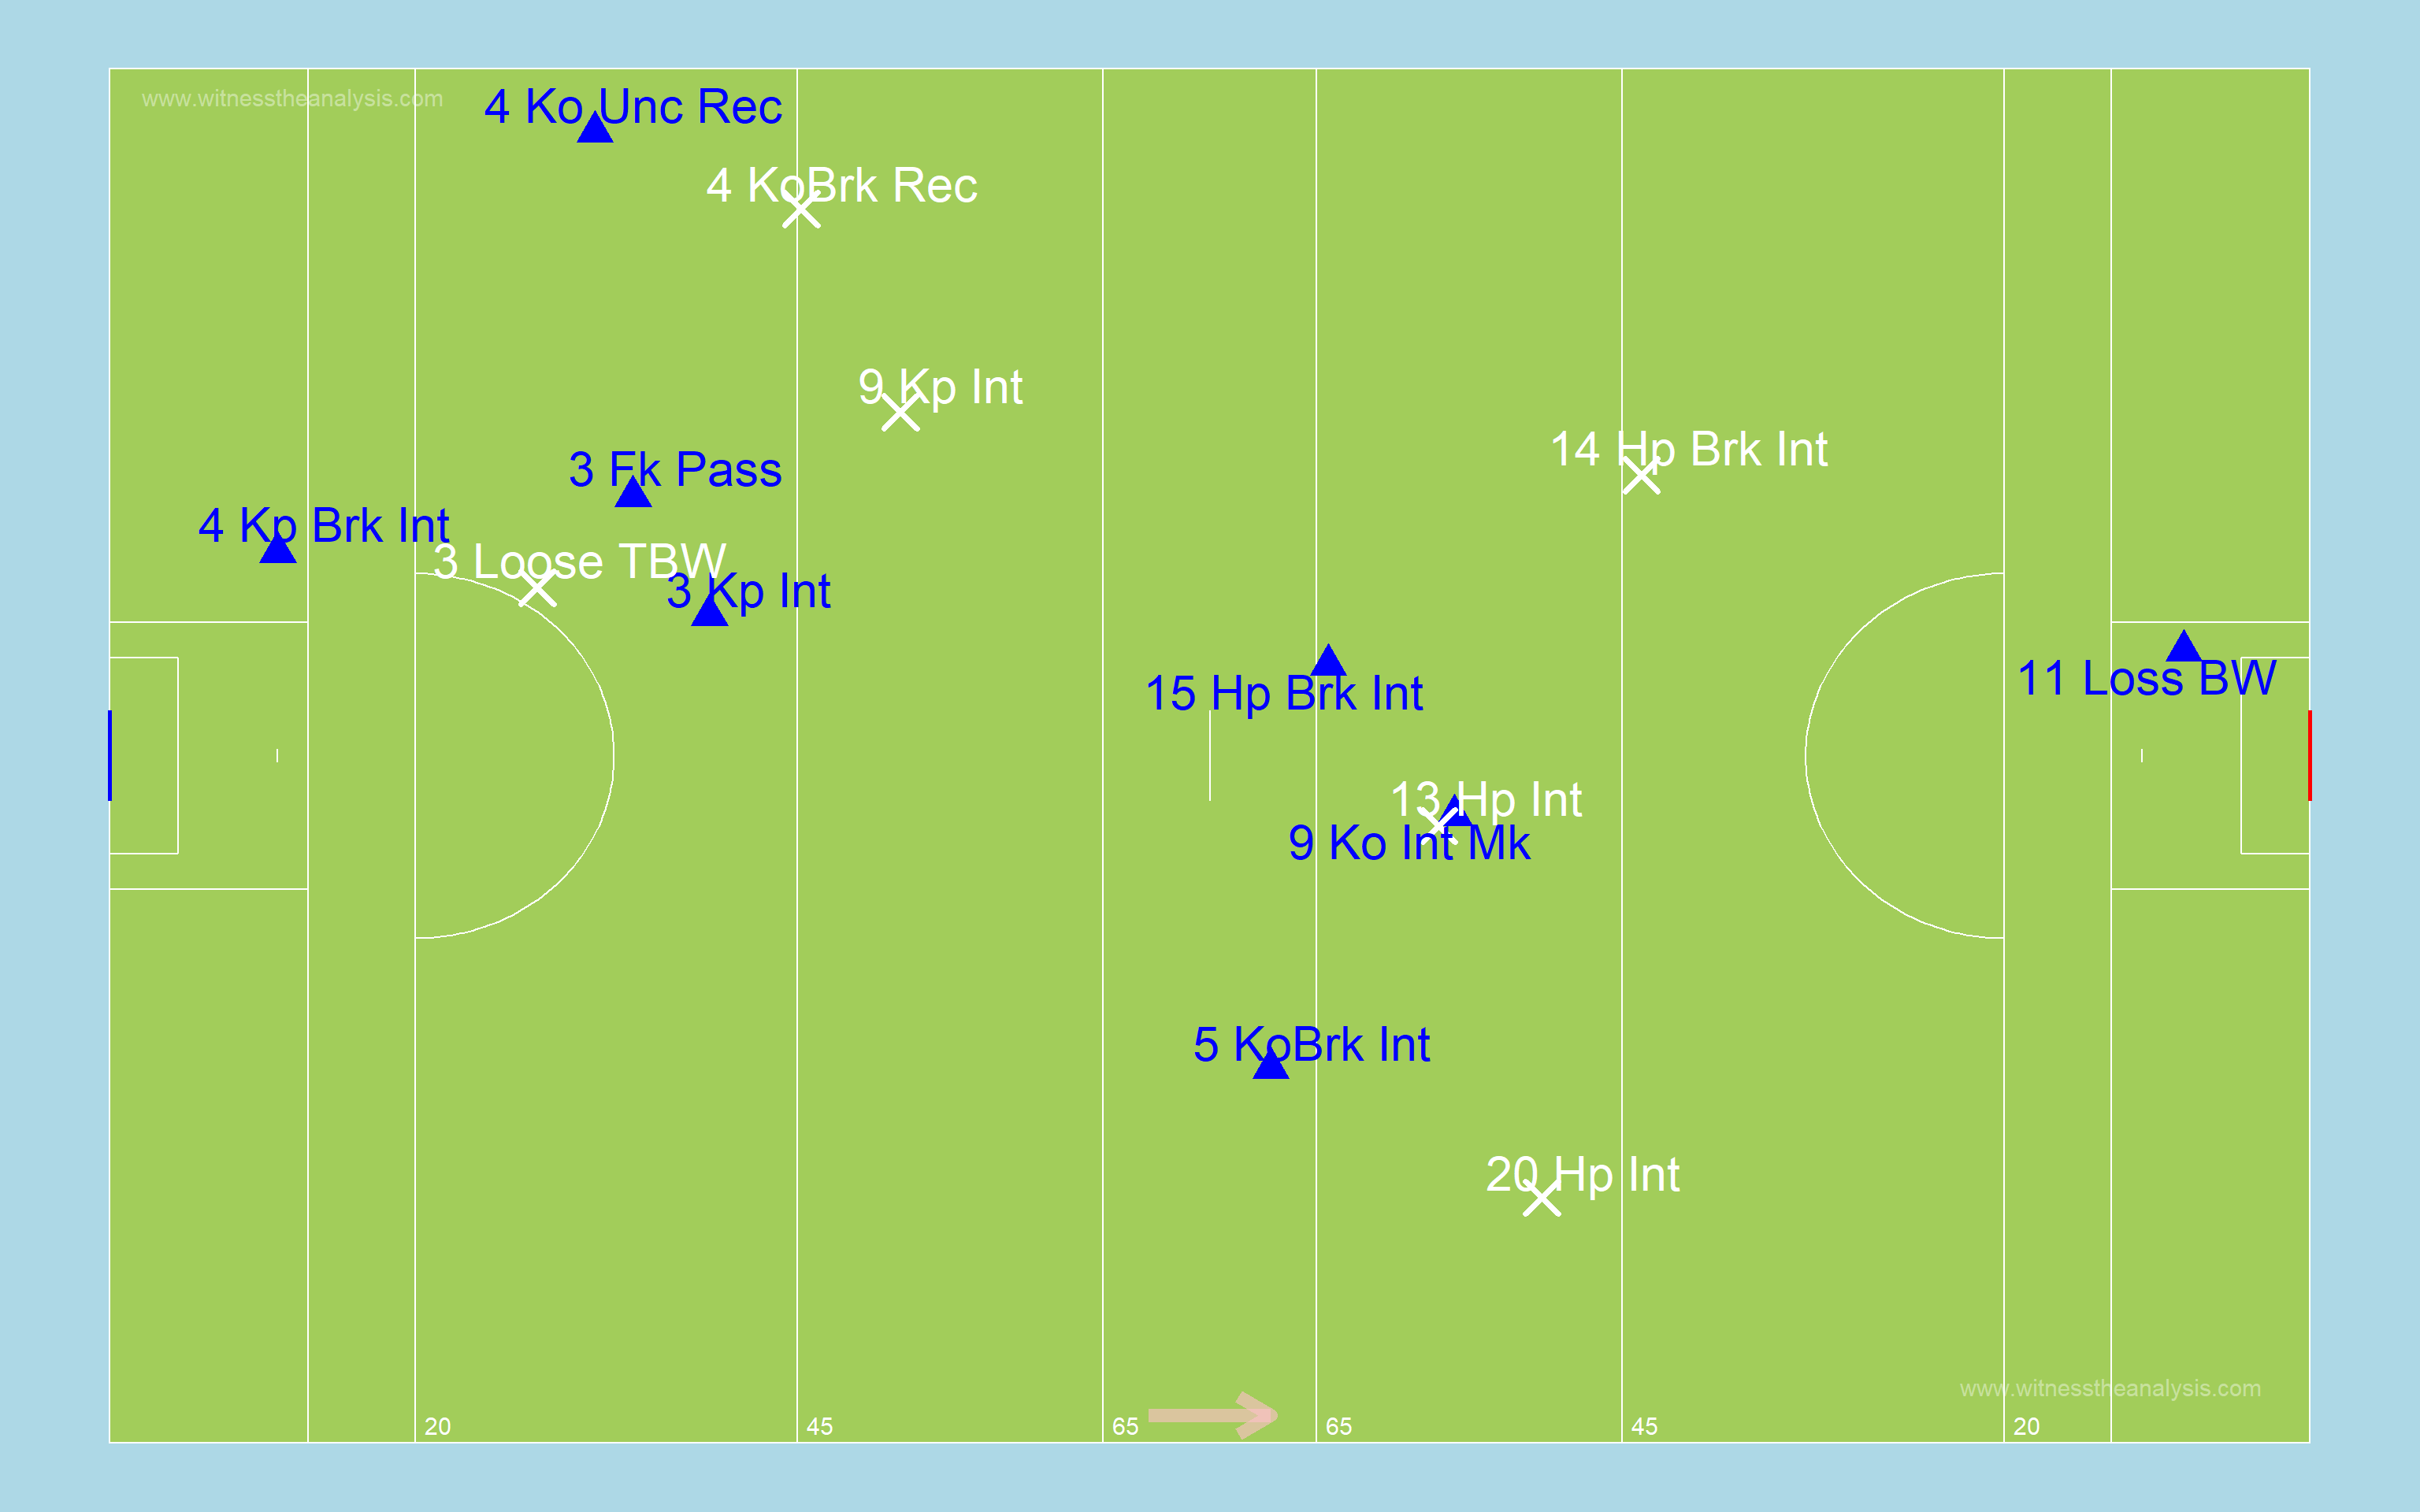 www.witnesstheanalysis.com
4 Ko Unc Rec
4 KoBrk Rec
9 Kp Int
14 Hp Brk Int
3 Fk Pass
4 Kp Brk Int
3 Loose TBW
3 Kp Int
15 Hp Brk Int
11 Loss BW
13 Hp Int
9 Ko Int Mk
5 KoBrk Int
20 Hp Int
www.witnesstheanalysis.com
20 45 65 65 45 20